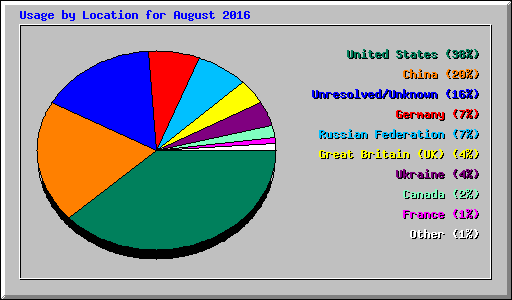 Usage by Location for August 2016
United States (38%)
China (20%)
Unresolved/Unknown (16%)
Germany (7%)
Russian Federation (7%)
Great Britain (UK) (4%)
Ukraine (4%)
Canada (2%)
France (1%)
Other (1%)